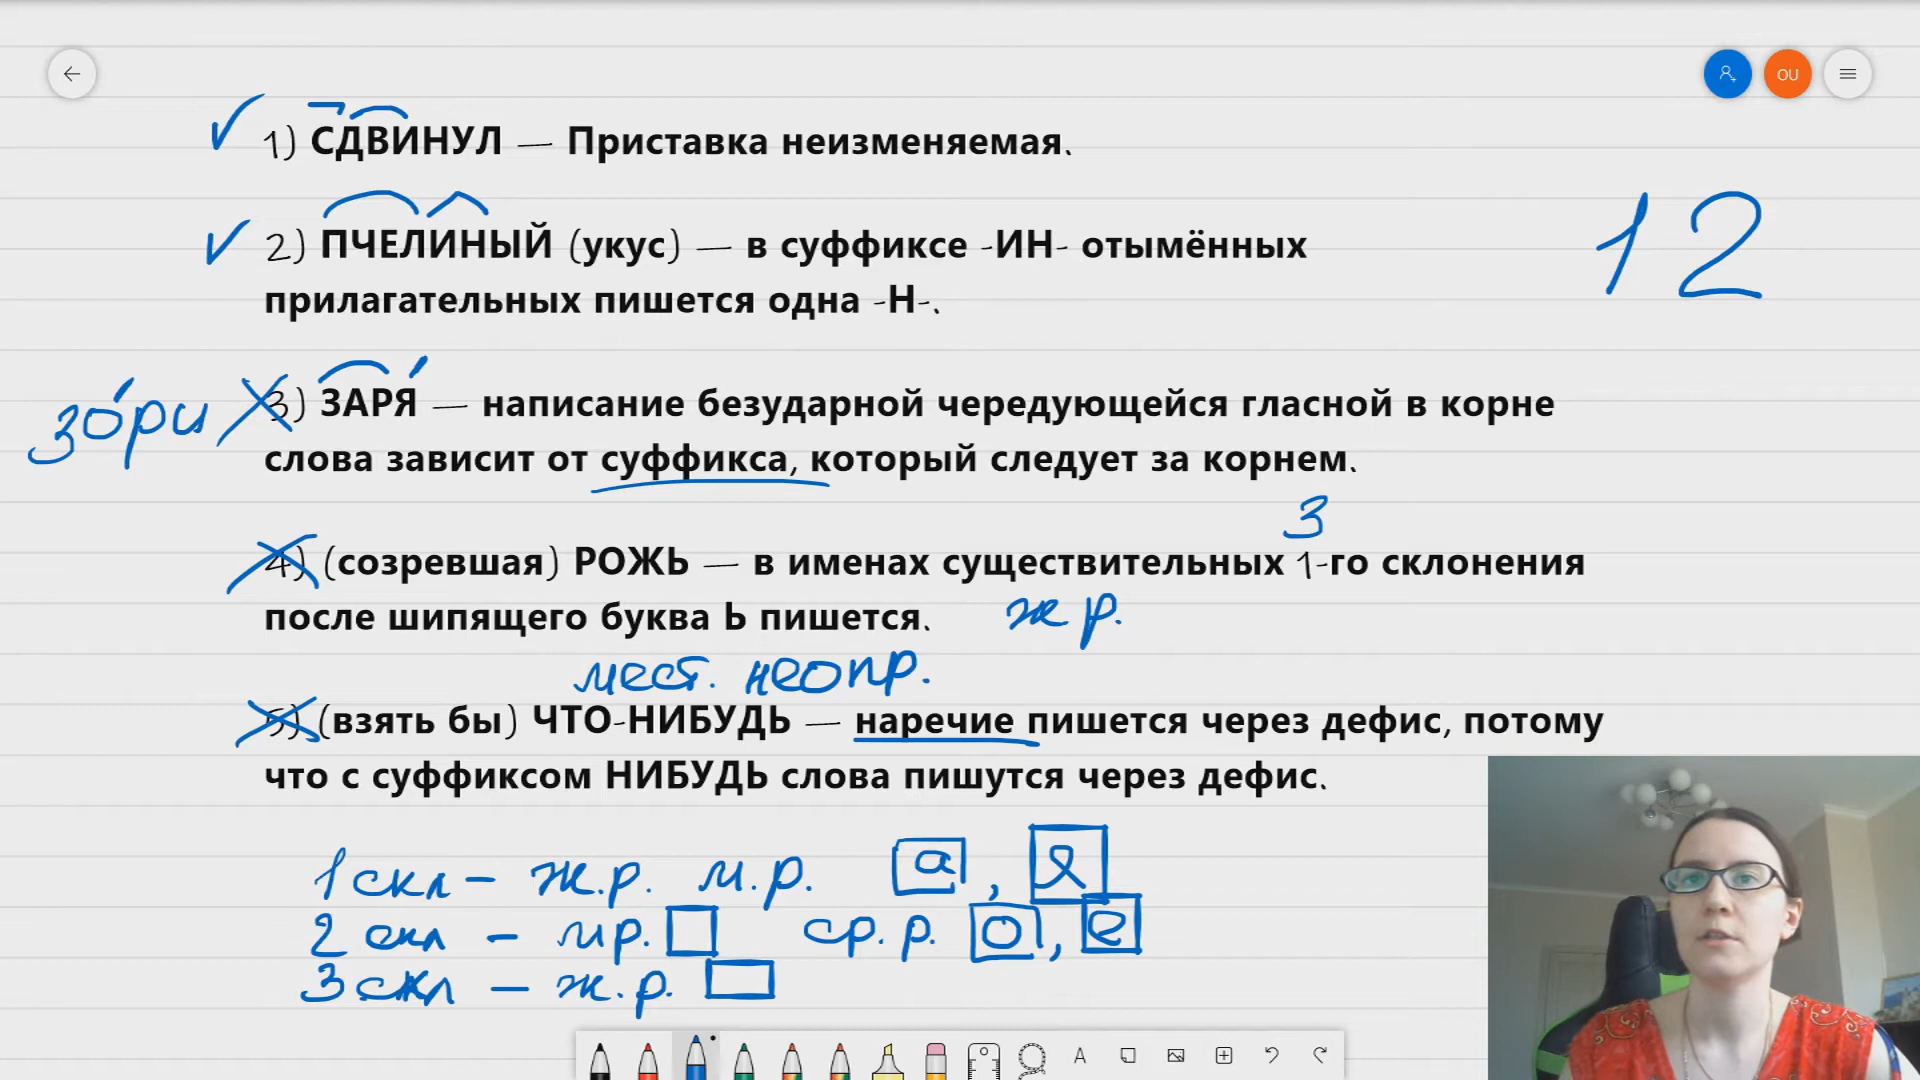 OU
1) СДВИНУЛ — Приставка неизменяемая.
2) ПЧЕЛИНЫЙ (укус) — в суффиксе -ИН- отымённых
прилагательных пишется одна -Н-.
12
зо́ри
3) ЗАРЯ — написание безударной чередующейся гласной в корне
слова зависит от суффикса, который следует за корнем.
3
4) (созревшая) РОЖЬ — в именах существительных 1-го склонения
после шипящего буква Ь пишется.
ж р.
мест. неопр.
5) (взять бы) ЧТО-НИБУДЬ — наречие пишется через дефис, потому
что с суффиксом НИБУДЬ слова пишутся через дефис.
1 скл – ж.р. м.р. а, я
2 скл – м р. ср. р. о, е
3 скл – ж.р.
A